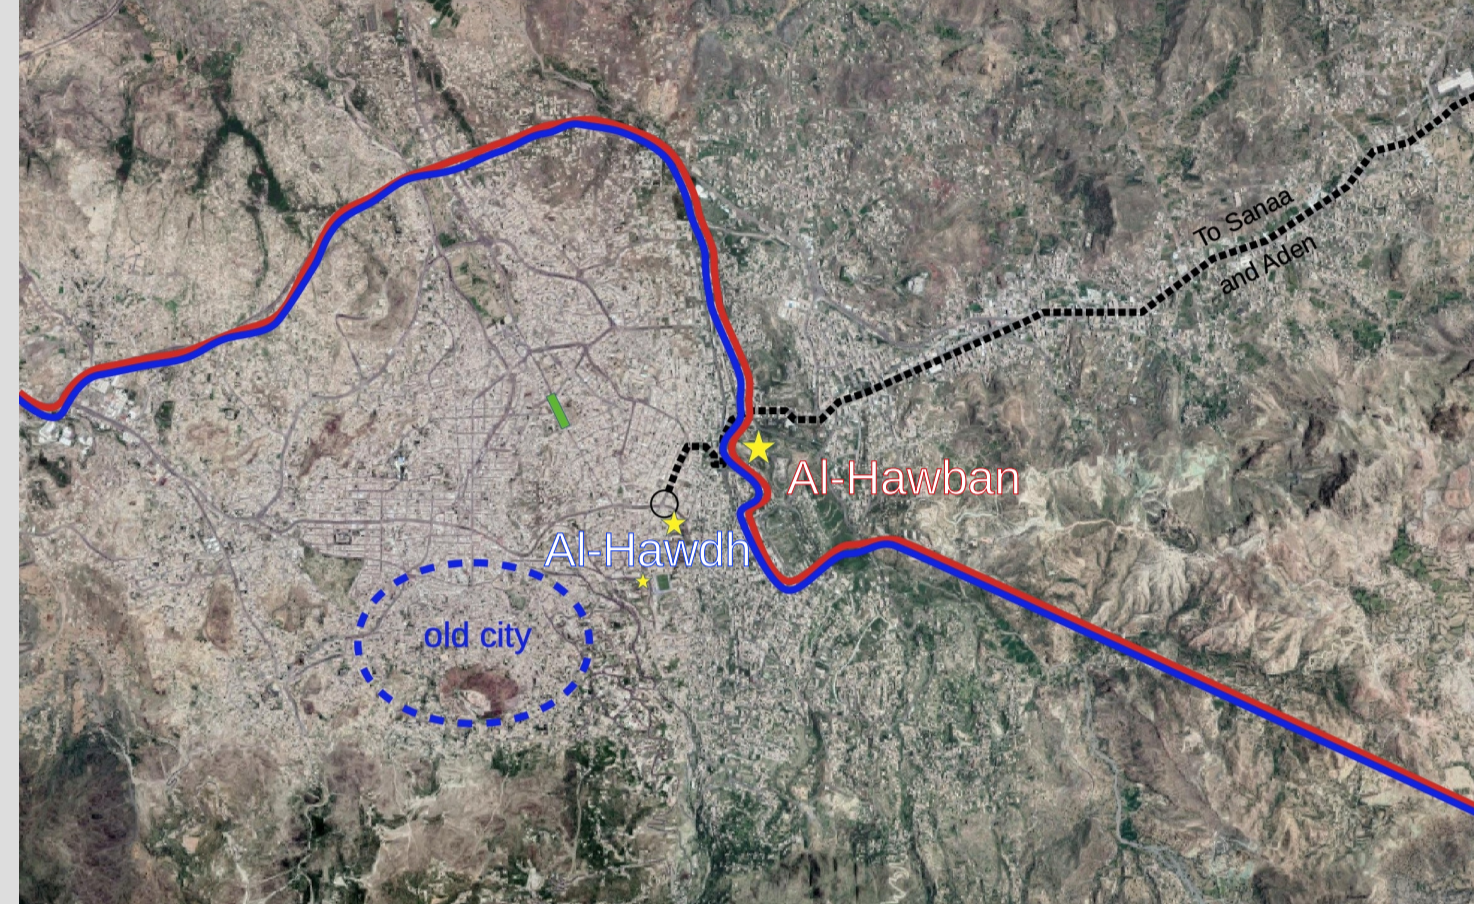 To Sanaa
and Aden
Al-Hawban
Al-Hawdh
old city